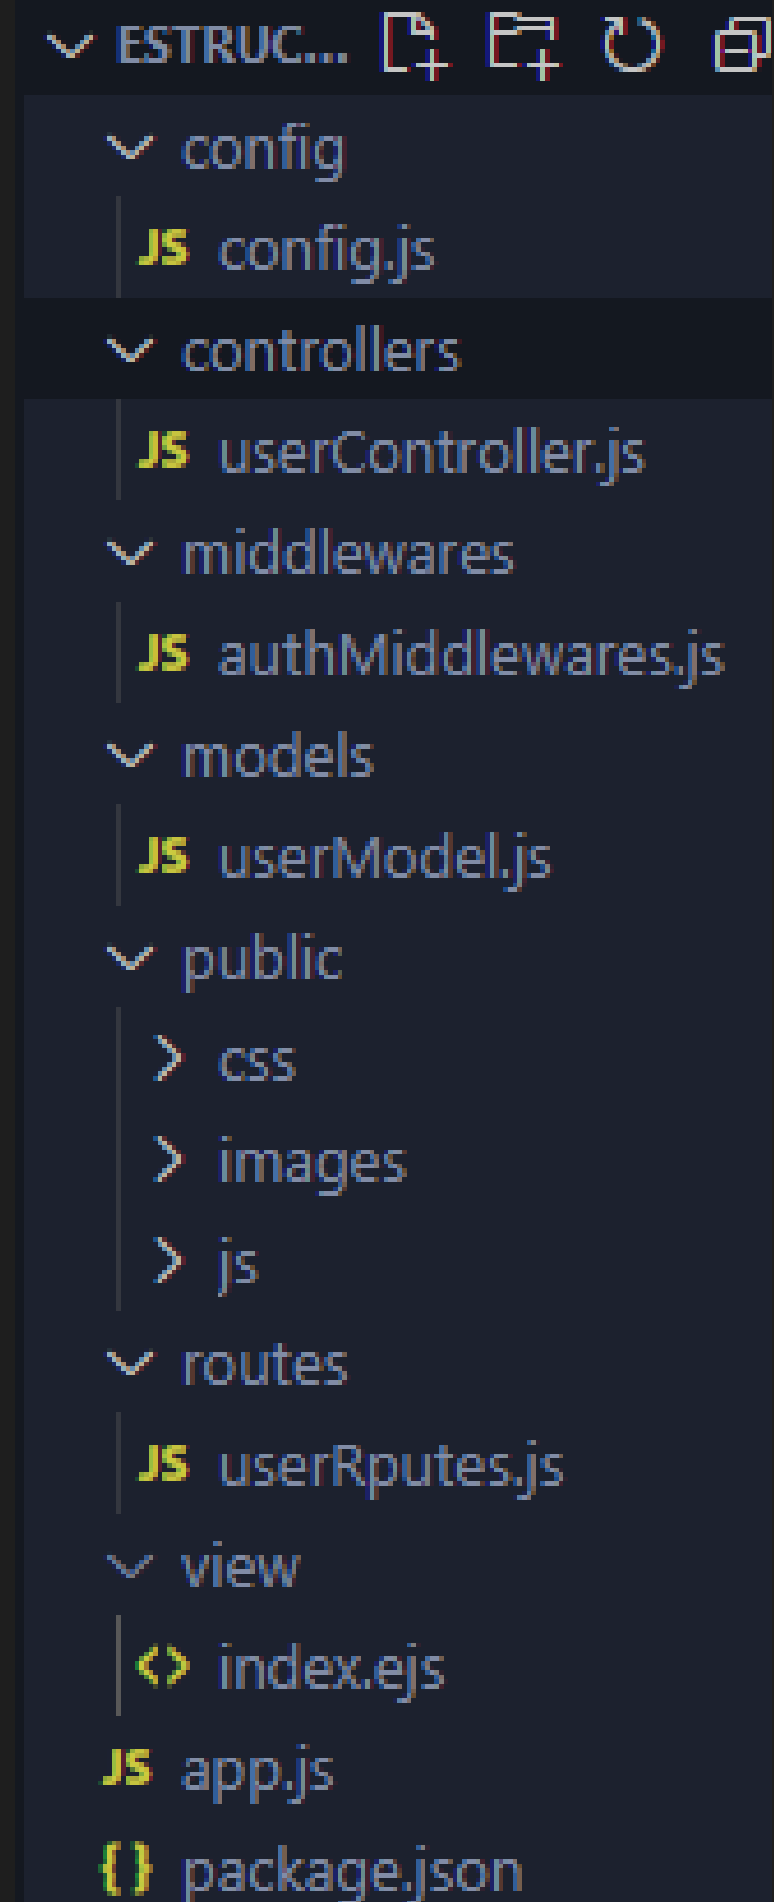 ESTRUC...
config
JS config.js
controllers
JS userController.js
middlewares
JS authMiddlewares.js
models
JS userModel.js
public
css
images
js
routes
JS userRputes.js
view
<> index.ejs
JS app.js
{} package.json